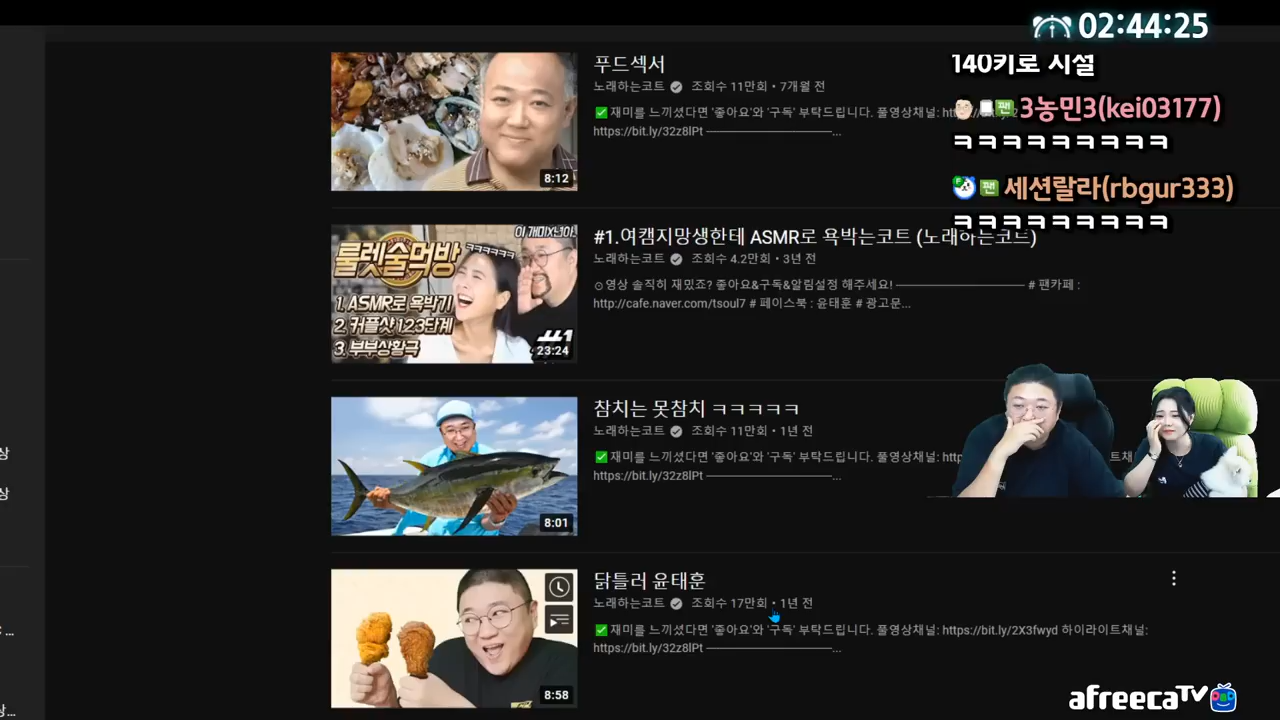 02:44:25
140키로 시설
3농민3(kei03177)
ㅋㅋㅋㅋㅋㅋㅋㅋㅋ
세션랄라(rbgur333)
ㅋㅋㅋㅋㅋㅋㅋㅋㅋ
푸드섹서
노래하는코트 조회수 11만회 • 7개월 전
✅ 재미를 느끼셨다면 '좋아요'와 '구독' 부탁드립니다. 풀영상채널:
https://bit.ly/32z8lPt ——————————...
8:12
룰렛술먹방
ㅋㅋㅋㅋㅋ
1. ASMR로 욕박기
2. 커플샷 123단계
3. 부부상황극
#1
23:24
#1.여캠지망생한테 ASMR로 욕박는코트 (노래하는코트)
노래하는코트 조회수 4.2만회 • 3년 전
⊙영상 솔직히 재밌죠? 좋아요&구독&알림설정 해주세요! —————————— # 팬카페 :
http://cafe.naver.com/tsoul7 # 페이스북 : 윤태훈 # 광고문...
참치는 못참치 ㅋㅋㅋㅋㅋ
노래하는코트 조회수 11만회 • 1년 전
✅ 재미를 느끼셨다면 '좋아요'와 '구독' 부탁드립니다. 풀영상채널:
https://bit.ly/32z8lPt ——————————...
8:01
닭틀러 윤태훈
노래하는코트 조회수 17만회 • 1년 전
✅ 재미를 느끼셨다면 '좋아요'와 '구독' 부탁드립니다. 풀영상채널: https://bit.ly/2X3fwyd 하이라이트채널:
https://bit.ly/32z8lPt ——————————...
8:58
afreecaTV